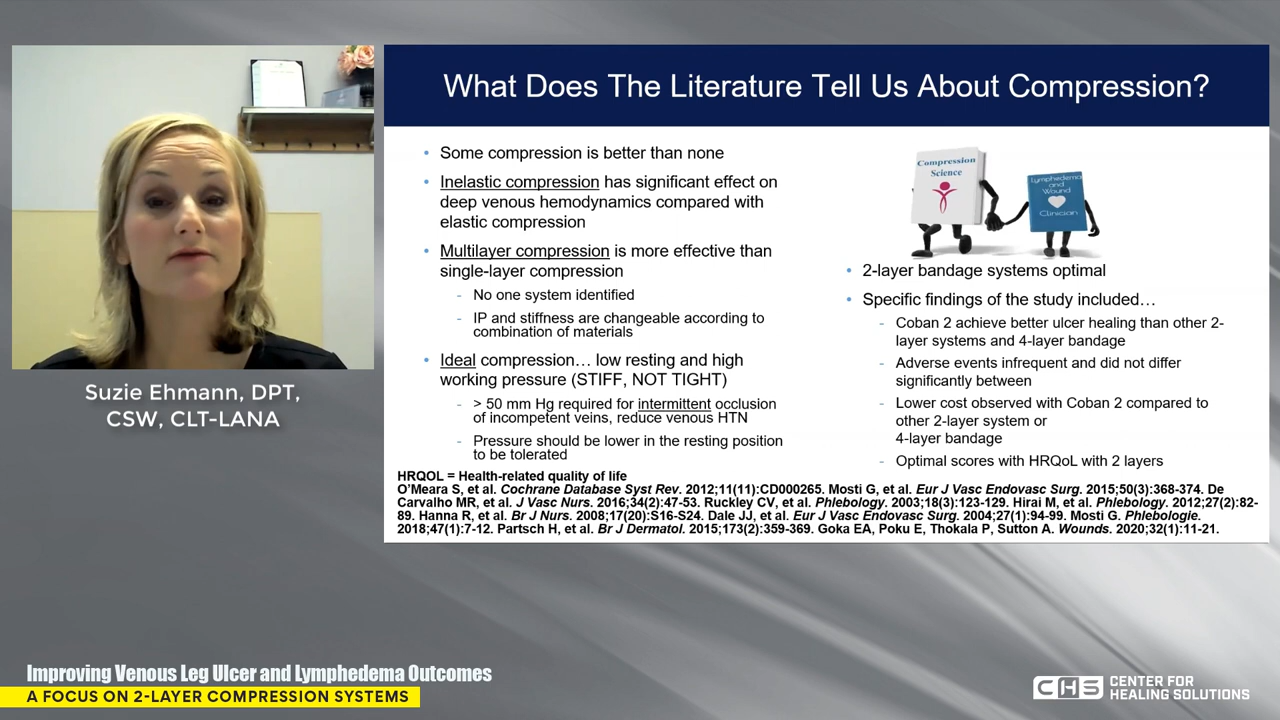 What Does The Literature Tell Us About Compression?
• Some compression is better than none
• Inelastic compression has significant effect on
deep venous hemodynamics compared with
elastic compression
• Multilayer compression is more effective than
single-layer compression
- No one system identified
- IP and stiffness are changeable according to
combination of materials
• Ideal compression… low resting and high
working pressure (STIFF, NOT TIGHT)
- > 50 mm Hg required for intermittent occlusion
of incompetent veins, reduce venous HTN
- Pressure should be lower in the resting position
to be tolerated
Compression
Science
Lymphedema
and
Wound
Clinician
• 2-layer bandage systems optimal
• Specific findings of the study included…
- Coban 2 achieve better ulcer healing than other 2-
layer systems and 4-layer bandage
- Adverse events infrequent and did not differ
significantly between
- Lower cost observed with Coban 2 compared to
other 2-layer system or
4-layer bandage
- Optimal scores with HRQoL with 2 layers
HRQOL = Health-related quality of life
O’Meara S, et al. Cochrane Database Syst Rev. 2012;11(11):CD000265. Mosti G, et al. Eur J Vasc Endovasc Surg. 2015;50(3):368-374. De
Carvalho MR, et al. J Vasc Nurs. 2016;34(2):47-53. Ruckley CV, et al. Phlebology. 2003;18(3):123-129. Hirai M, et al. Phlebology. 2012;27(2):82-
89. Hanna R, et al. Br J Nurs. 2008;17(20):S16-S24. Dale JJ, et al. Eur J Vasc Endovasc Surg. 2004;27(1):94-99. Mosti G. Phlebologie.
2018;47(1):7-12. Partsch H, et al. Br J Dermatol. 2015;173(2):359-369. Goka EA, Poku E, Thokala P, Sutton A. Wounds. 2020;32(1):11-21.
Suzie Ehmann, DPT,
CSW, CLT-LANA
Improving Venous Leg Ulcer and Lymphedema Outcomes
A FOCUS ON 2-LAYER COMPRESSION SYSTEMS
CHS
CENTER FOR
HEALING SOLUTIONS